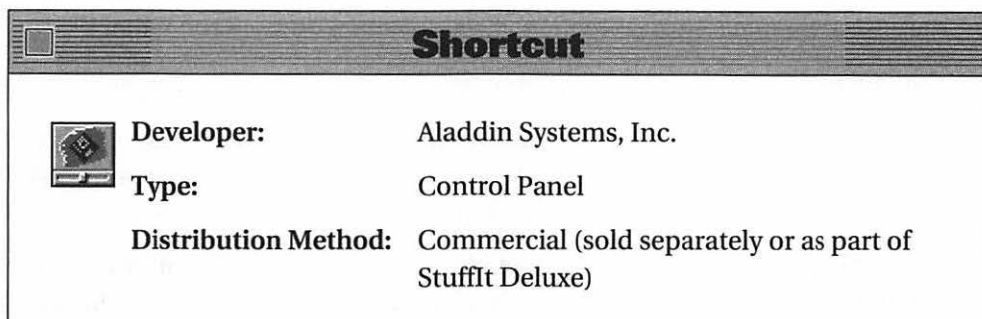 Shortcut
Developer: Aladdin Systems, Inc.
Type: Control Panel
Distribution Method: Commercial (sold separately or as part of
StuffIt Deluxe)